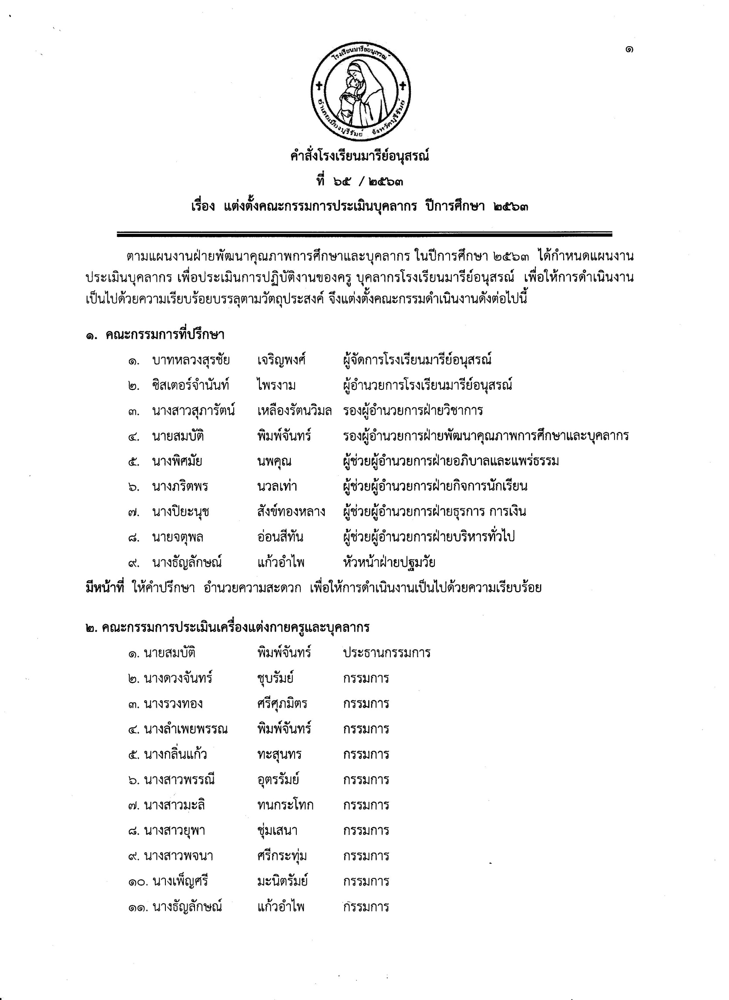 ๑
โรงเรียนมารีย์อนุสรณ์
อำเภอเมืองบุรีรัมย์ จังหวัดบุรีรัมย์
คำสั่งโรงเรียนมารีย์อนุสรณ์
ที่ ๖๕ / ๒๕๖๓
เรื่อง แต่งตั้งคณะกรรมการประเมินบุคลากร ปีการศึกษา ๒๕๖๓
ตามแผนงานฝ่ายพัฒนาคุณภาพการศึกษาและบุคลากร ในปีการศึกษา ๒๕๖๓ ได้กำหนดแผนงาน
ประเมินบุคลากร เพื่อประเมินการปฏิบัติงานของครู บุคลากรโรงเรียนมารีย์อนุสรณ์ เพื่อให้การดำเนินงาน
เป็นไปด้วยความเรียบร้อยบรรลุตามวัตถุประสงค์ จึงแต่งตั้งคณะกรรมดำเนินงานดังต่อไปนี้
๑. คณะกรรมการที่ปรึกษา
๑. บาทหลวงสุรชัย เจริญพงศ์ ผู้จัดการโรงเรียนมารีย์อนุสรณ์
๒. ซิสเตอร์จำนันท์ ไพรงาม ผู้อำนวยการโรงเรียนมารีย์อนุสรณ์
๓. นางสาวสุภารัตน์ เหลืองรัตนวิมล รองผู้อำนวยการฝ่ายวิชาการ
๔. นายสมบัติ พิมพ์จันทร์ รองผู้อำนวยการฝ่ายพัฒนาคุณภาพการศึกษาและบุคลากร
๕. นางพิศมัย นพคุณ ผู้ช่วยผู้อำนวยการฝ่ายอภิบาลและแพร่ธรรม
๖. นางภริตพร นวลเท่า ผู้ช่วยผู้อำนวยการฝ่ายกิจการนักเรียน
๗. นางปิยะนุช สังข์ทองหลาง ผู้ช่วยผู้อำนวยการฝ่ายธุรการ การเงิน
๘. นายจตุพล อ่อนสีทัน ผู้ช่วยผู้อำนวยการฝ่ายบริหารทั่วไป
๙. นางธัญลักษณ์ แก้วอำไพ หัวหน้าฝ่ายปฐมวัย
มีหน้าที่ ให้คำปรึกษา อำนวยความสะดวก เพื่อให้การดำเนินงานเป็นไปด้วยความเรียบร้อย
๒. คณะกรรมการประเมินเครื่องแต่งกายครูและบุคลากร
๑. นายสมบัติ พิมพ์จันทร์ ประธานกรรมการ
๒. นางดวงจันทร์ ชุบรัมย์ กรรมการ
๓. นางรวงทอง ศรีศุภมิตร กรรมการ
๔. นางลำเพยพรรณ พิมพ์จันทร์ กรรมการ
๕. นางกลิ่นแก้ว ทะสุนทร กรรมการ
๖. นางสาวพรรณี อุตรรัมย์ กรรมการ
๗. นางสาวมะลิ ทนกระโทก กรรมการ
๘. นางสาวยุพา ชุ่มเสนา กรรมการ
๙. นางสาวพจนา ศรีกระทุ่ม กรรมการ
๑๐. นางเพ็ญศรี มะนิตรัมย์ กรรมการ
๑๑. นางธัญลักษณ์ แก้วอำไพ กรรมการ